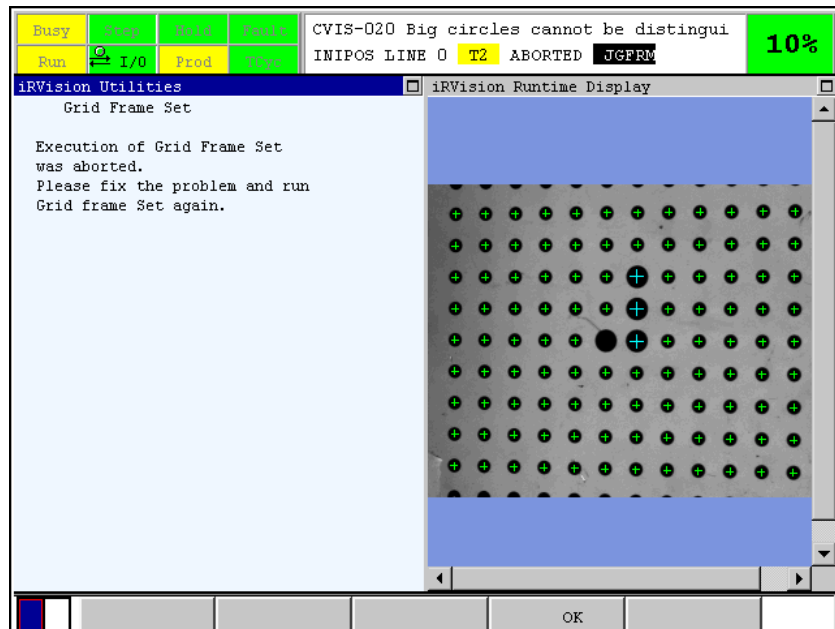 Busy Step Hold Fault CVIS-020 Big circles cannot be distingui
Run I/O Prod TCyc INIPOS LINE 0 T2 ABORTED JGFRM 10%
iRVision Utilities iRVision Runtime Display
Grid Frame Set
Execution of Grid Frame Set
was aborted.
Please fix the problem and run
Grid frame Set again.
OK